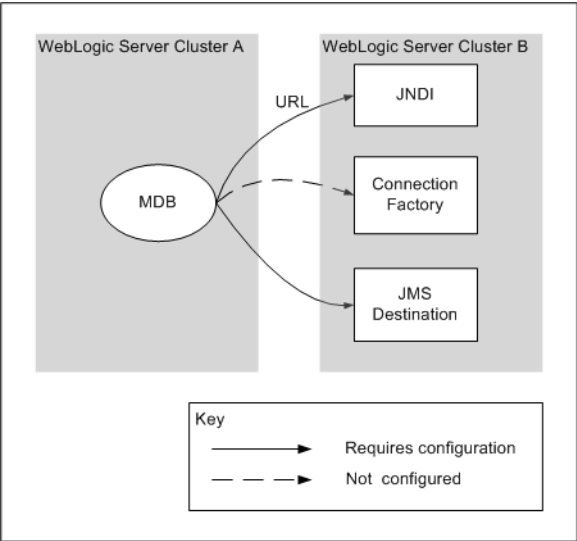 WebLogic Server Cluster A
WebLogic Server Cluster B
URL
JNDI
MDB
Connection
Factory
JMS
Destination
Key
Requires configuration
Not configured